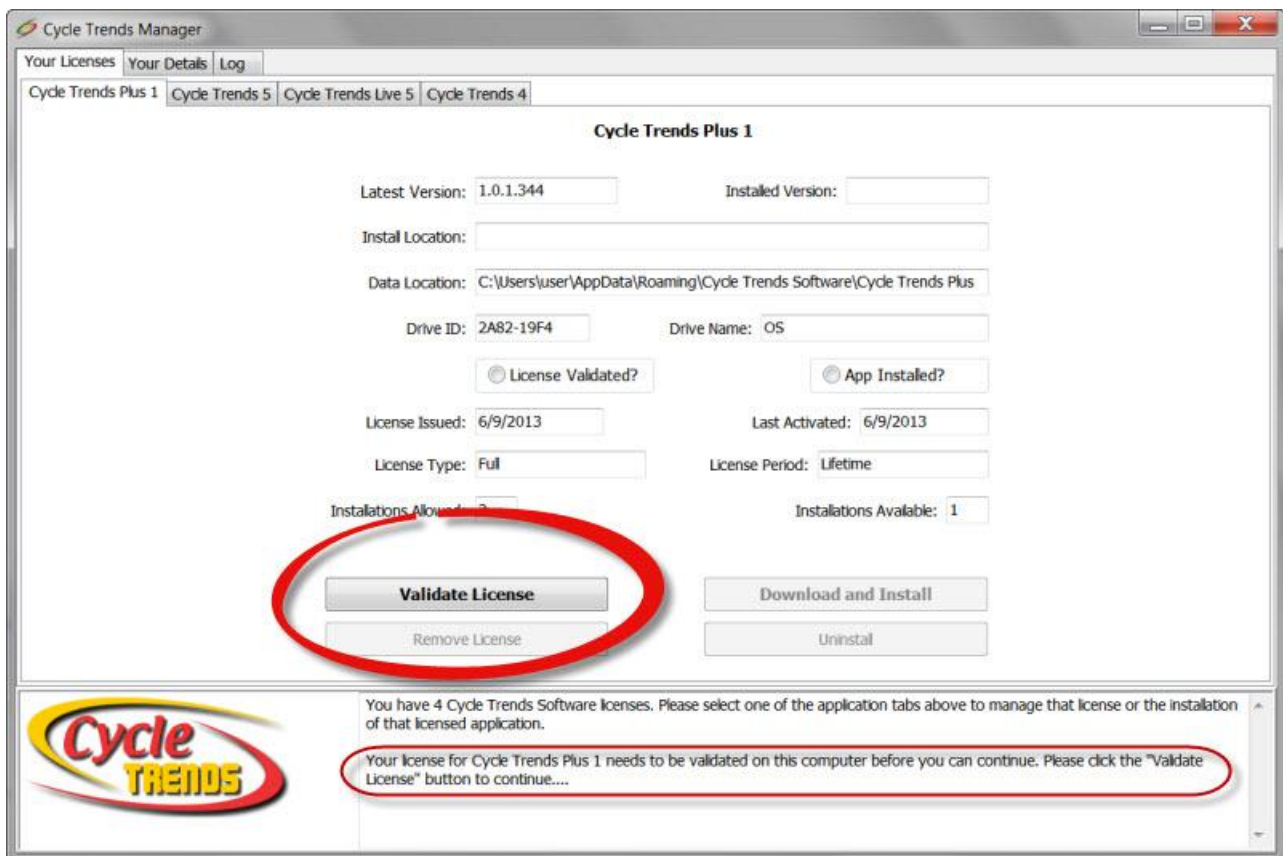 Cycle Trends Manager
Your Licenses Your Details Log
Cycle Trends Plus 1 Cycle Trends 5 Cycle Trends Live 5 Cycle Trends 4
Cycle Trends Plus 1
Latest Version: 1.0.1.344 Installed Version:
Install Location:
Data Location: C:\Users\user\AppData\Roaming\Cycle Trends Software\Cycle Trends Plus
Drive ID: 2A82-19F4 Drive Name: OS
License Validated? App Installed?
License Issued: 6/9/2013 Last Activated: 6/9/2013
License Type: Full License Period: Lifetime
Installations Allowed: Installations Available: 1
Validate License Download and Install
Remove License Uninstall
You have 4 Cycle Trends Software licenses. Please select one of the application tabs above to manage that license or the installation
of that licensed application.
Your license for Cycle Trends Plus 1 needs to be validated on this computer before you can continue. Please click the "Validate
License" button to continue....
Cycle
TRENDS